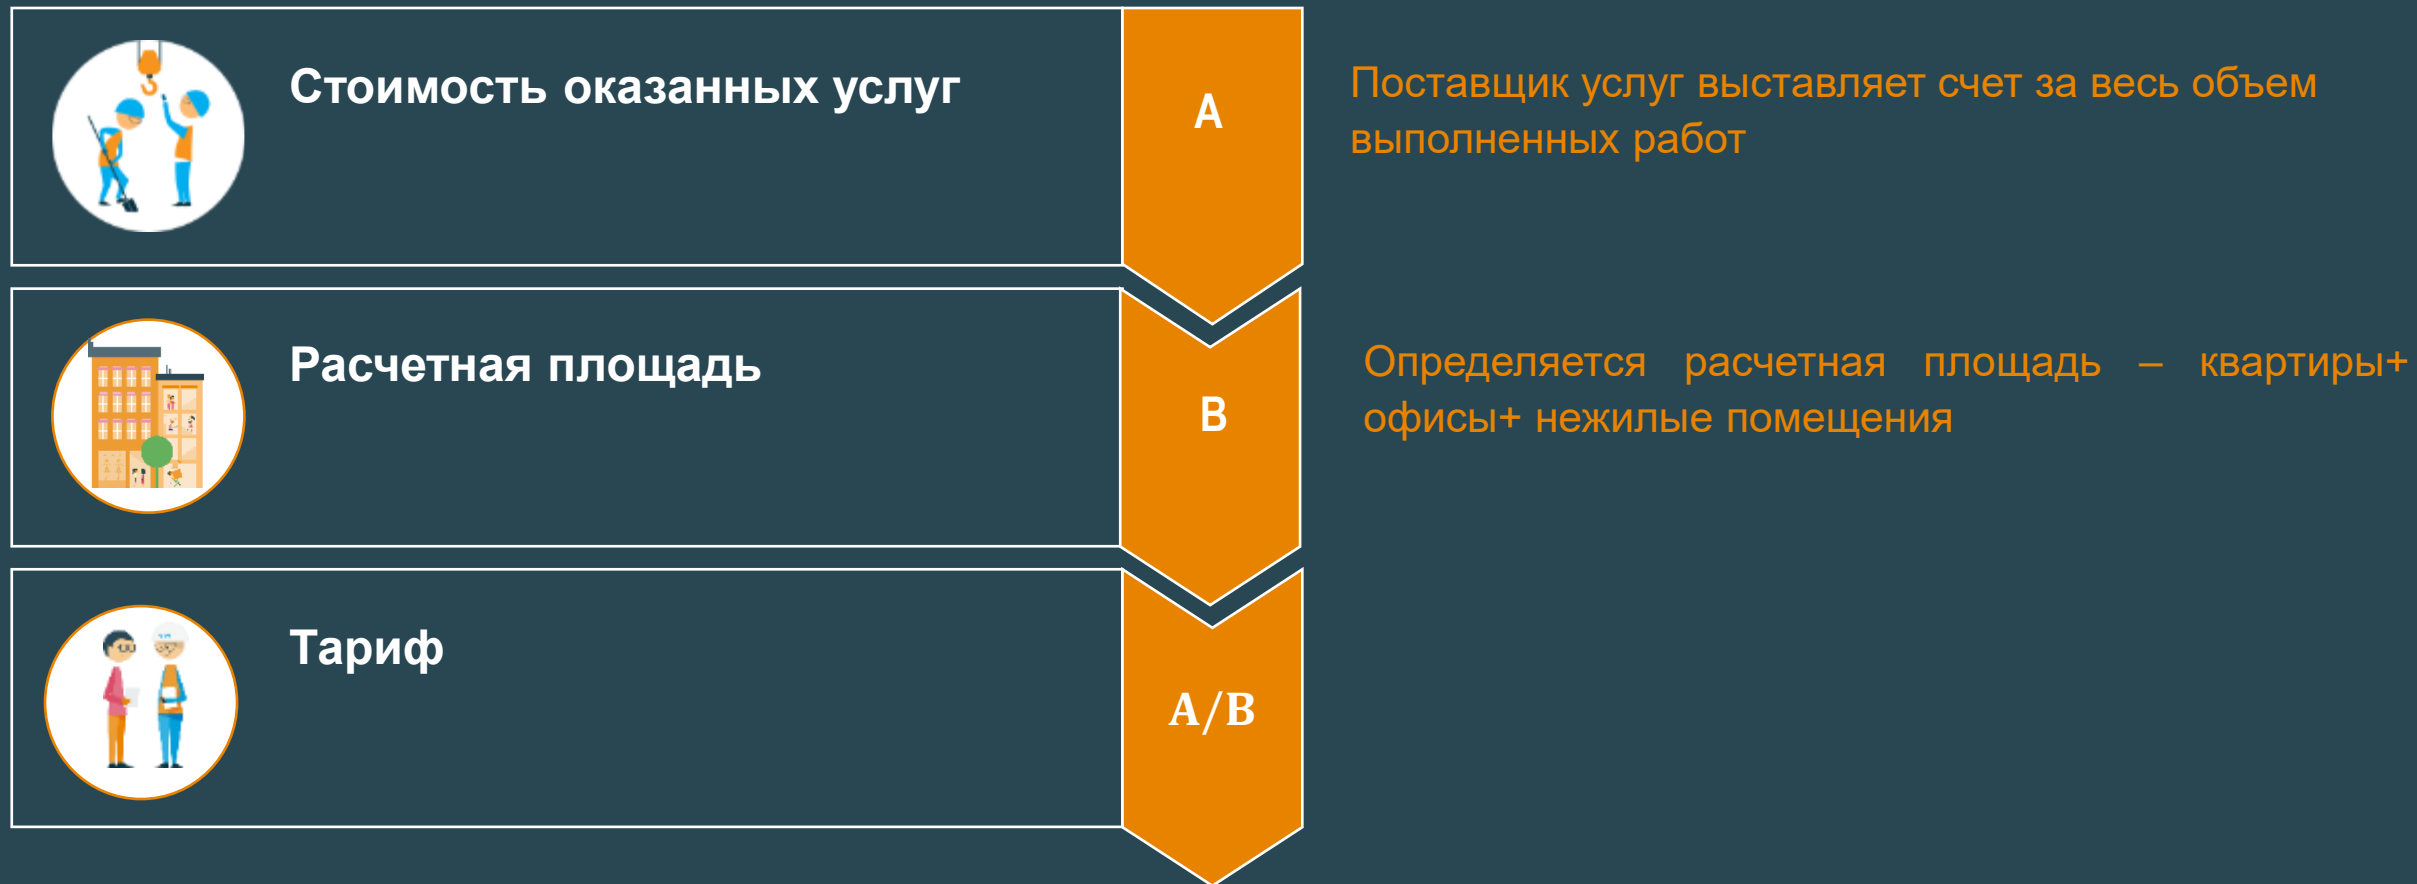 Стоимость оказанных услуг
A
Поставщик услуг выставляет счет за весь объем
выполненных работ
Расчетная площадь
B
Определяется расчетная площадь – квартиры+
офисы+ нежилые помещения
Тариф
A/B